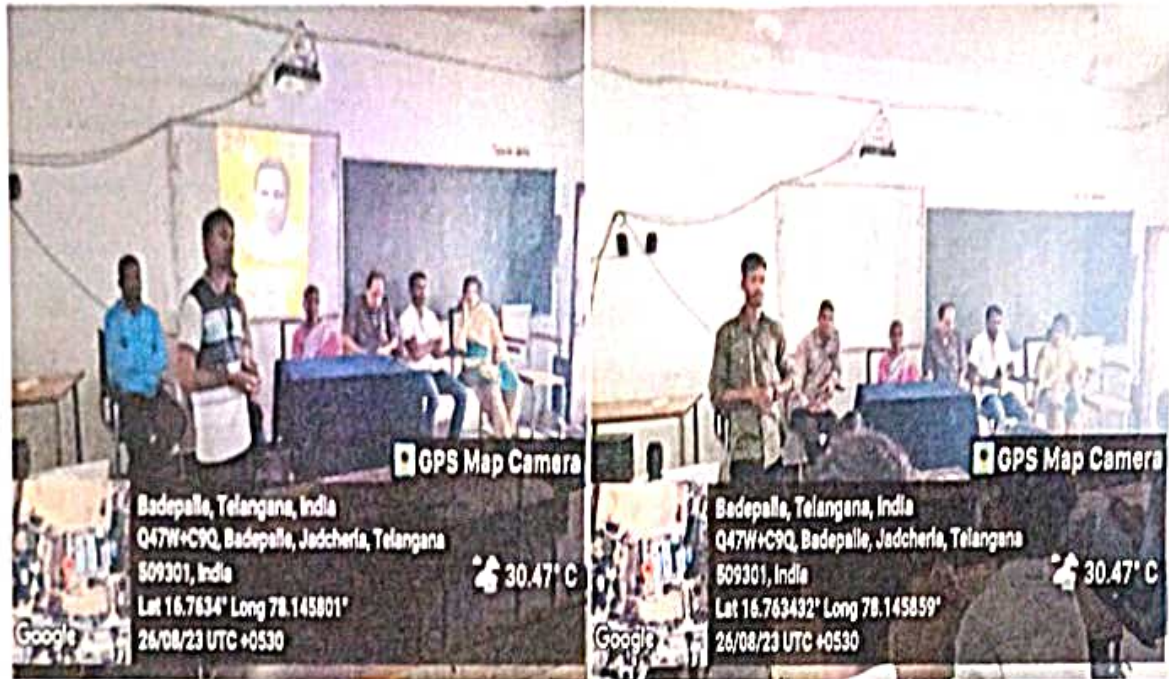 GPS Map Camera
Badepalle, Telangana, India
Q47W+C9Q, Badepalle, Jadcherla, Telangana
509301, India
30.47° C
Lat 16.7634° Long 78.145801°
26/08/23 UTC +0530
Google
GPS Map Camera
Badepalle, Telangana, India
Q47W+C9Q, Badepalle, Jadcherla, Telangana
509301, India
30.47° C
Lat 16.763432° Long 78.145859°
26/08/23 UTC +0530
Google